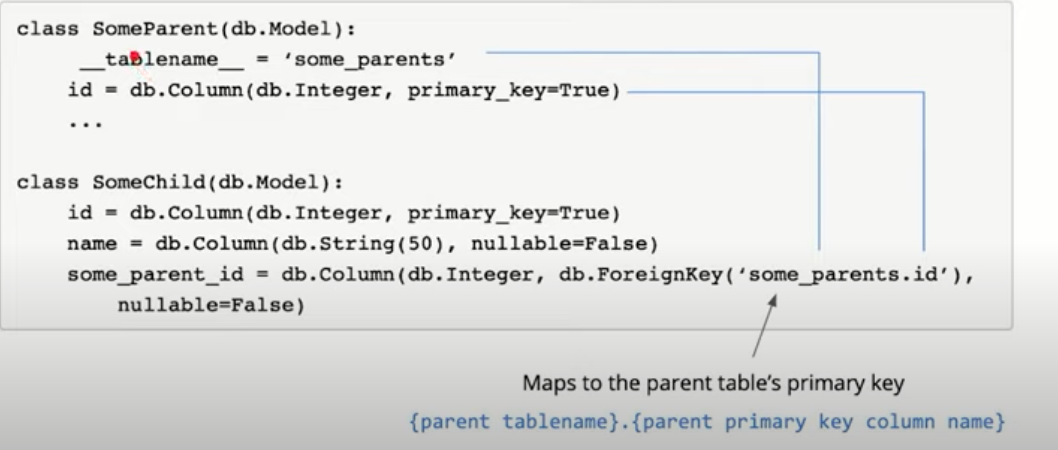 class SomeParent(db.Model):
__tablename__ = ‘some_parents’
id = db.Column(db.Integer, primary_key=True)
...
class SomeChild(db.Model):
id = db.Column(db.Integer, primary_key=True)
name = db.Column(db.String(50), nullable=False)
some_parent_id = db.Column(db.Integer, db.ForeignKey(‘some_parents.id’),
nullable=False)
Maps to the parent table’s primary key
{parent tablename}.{parent primary key column name}